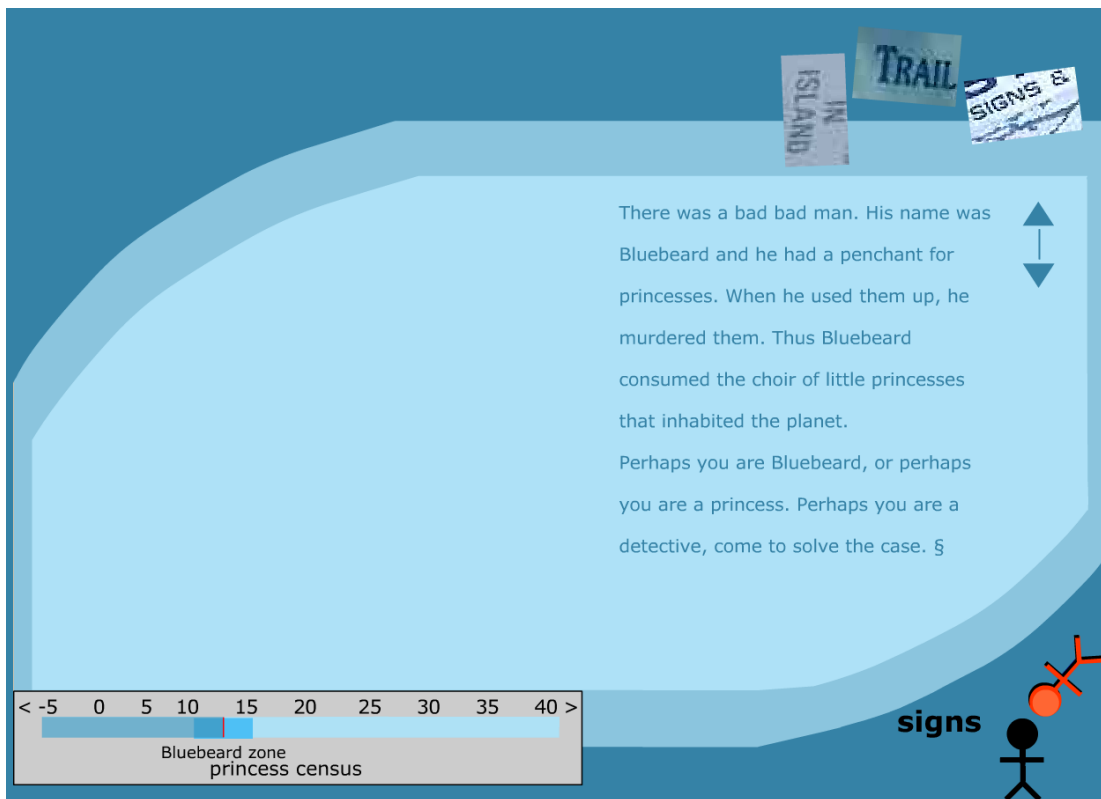 IN
ISLAND
TRAIL
SIGNS &
There was a bad bad man. His name was
Bluebeard and he had a penchant for
princesses. When he used them up, he
murdered them. Thus Bluebeard
consumed the choir of little princesses
that inhabited the planet.
Perhaps you are Bluebeard, or perhaps
you are a princess. Perhaps you are a
detective, come to solve the case. §
< -5 0 5 10 15 20 25 30 35 40 >
Bluebeard zone
princess census
signs